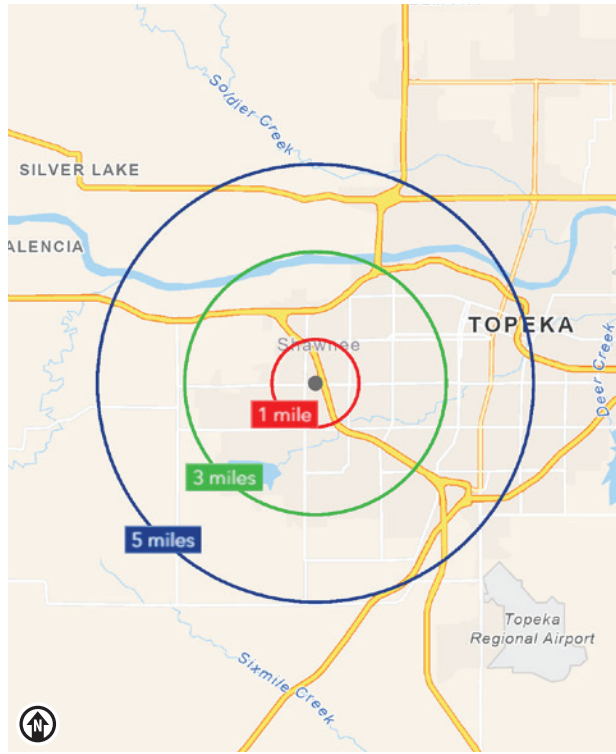 Soldier Creek
SILVER LAKE
ALENCIA
TOPEKA
Shawnee
Deer Creek
1 mile
3 miles
5 miles
Topeka
Regional Airport
Sixmile Creek
N